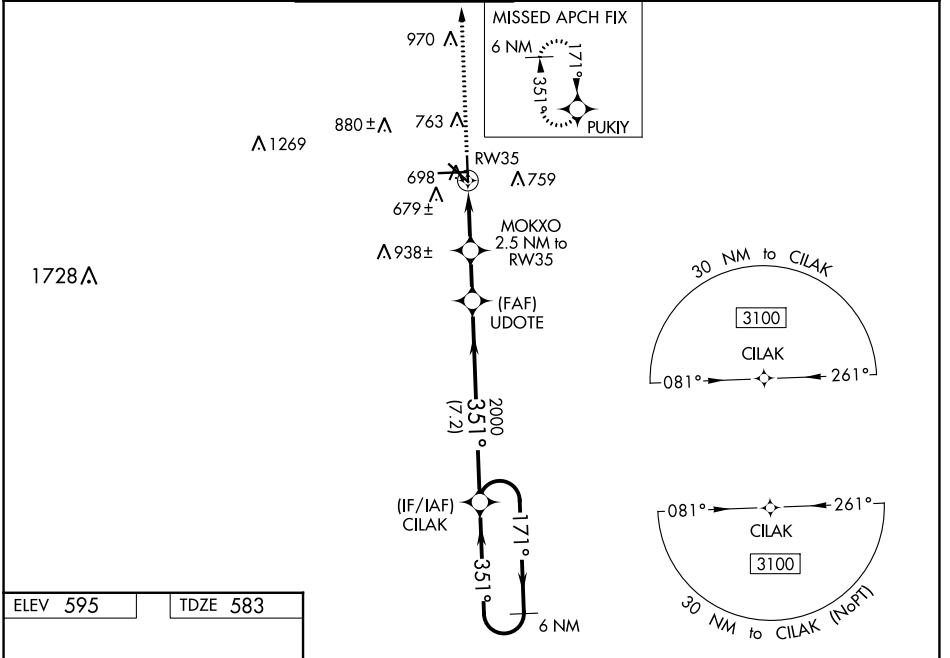 MISSED APCH FIX
6 NM
171°
351°
PUKIY
970
763
880±
1269
RW35
698
759
679±
MOKXO
2.5 NM to
RW35
938±
1728
(FAF)
UDOTE
2000
351°
(7.2)
(IF/IAF)
CILAK
171°
351°
6 NM
30 NM to CILAK
3100
CILAK
081°
261°
081°
261°
CILAK
3100
30 NM to CILAK (NoPT)
ELEV 595
TDZE 583